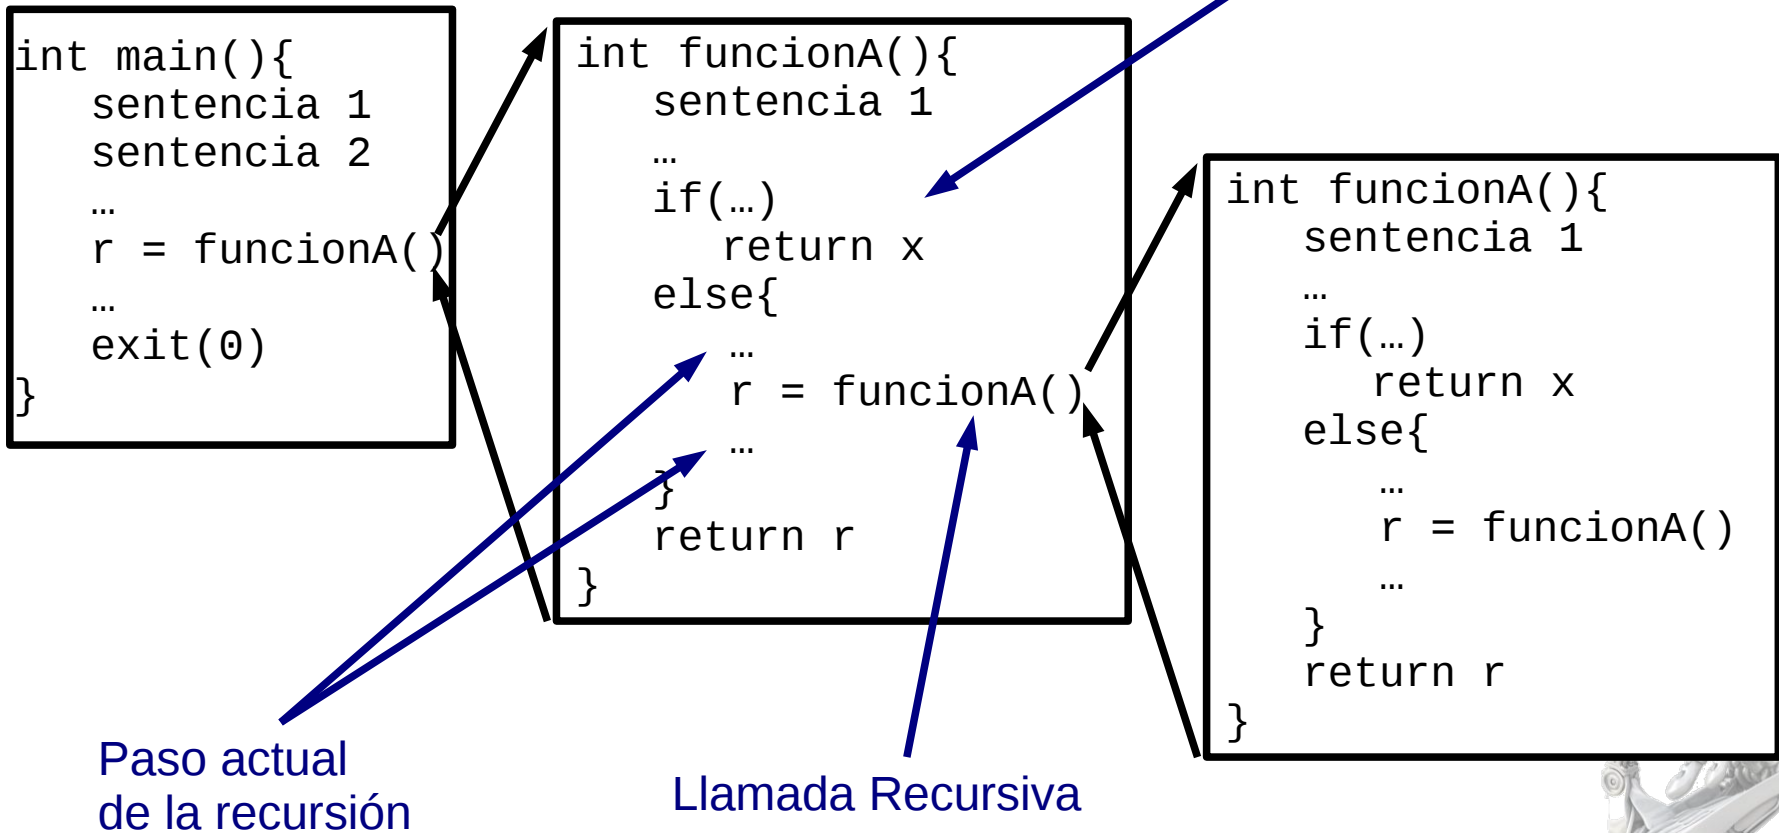 int main(){
sentencia 1
sentencia 2
…
r = funcionA()
…
exit(0)
}
int funcionA(){
sentencia 1
…
if(…)
return x
else{
…
r = funcionA()
…
}
return r
}
int funcionA(){
sentencia 1
…
if(…)
return x
else{
…
r = funcionA()
…
}
return r
}
Paso actual
de la recursión
Llamada Recursiva